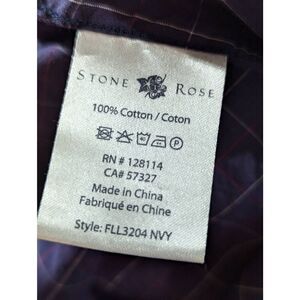 STONE ROSE
100% Cotton / Coton
P
RN # 128114
CA# 57327
Made in China
Fabriqué en Chine
Style: FLL3204 NVY